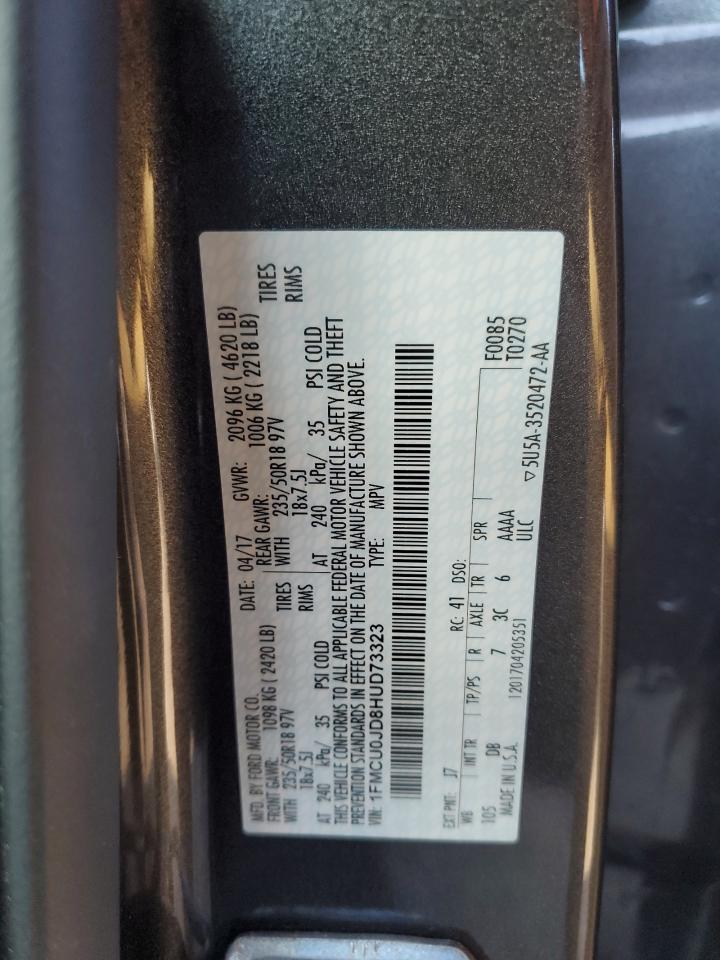 MFD. BY FORD MOTOR CO. DATE: 04/17 GVWR: 2096 KG ( 4620 LB)
FRONT GAWR: 1098 KG ( 2420 LB) REAR GAWR: 1006 KG ( 2218 LB)
WITH 235/50R18 97V TIRES WITH 235/50R18 97V TIRES
18x7.5J RIMS 18x7.5J RIMS
AT 240 kPa/ 35 PSI COLD AT 240 kPa/ 35 PSI COLD
THIS VEHICLE CONFORMS TO ALL APPLICABLE FEDERAL MOTOR VEHICLE SAFETY AND THEFT
PREVENTION STANDARDS IN EFFECT ON THE DATE OF MANUFACTURE SHOWN ABOVE.
VIN: 1FMCU0JD8HUD73323 TYPE: MPV
EXT PNT: J7 RC: 41 DSO:
WB INT TR TP/PS R AXLE TR SPR F0085
105 DB 7 3C 6 AAAA T0270
MADE IN U.S.A. 1201704205351 ULC ▽5U5A-3520472-AA